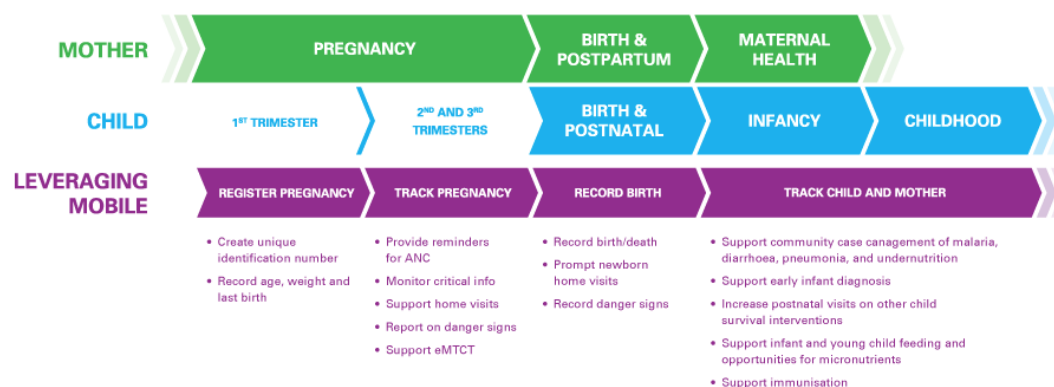 MOTHER
PREGNANCY
BIRTH &
POSTPARTUM
MATERNAL
HEALTH
CHILD
1ST TRIMESTER
2ND AND 3RD
TRIMESTERS
BIRTH &
POSTNATAL
INFANCY
CHILDHOOD
LEVERAGING
MOBILE
REGISTER PREGNANCY
TRACK PREGNANCY
RECORD BIRTH
TRACK CHILD AND MOTHER
• Create unique
identification number
• Record age, weight and
last birth
• Provide reminders
for ANC
• Monitor critical info
• Support home visits
• Report on danger signs
• Support eMTCT
• Record birth/death
• Prompt newborn
home visits
• Record danger signs
• Support community case canagement of malaria,
diarrhoea, pneumonia, and undernutrition
• Support early infant diagnosis
• Increase postnatal visits on other child
survival interventions
• Support infant and young child feeding and
opportunities for micronutrients
• Support immunisation